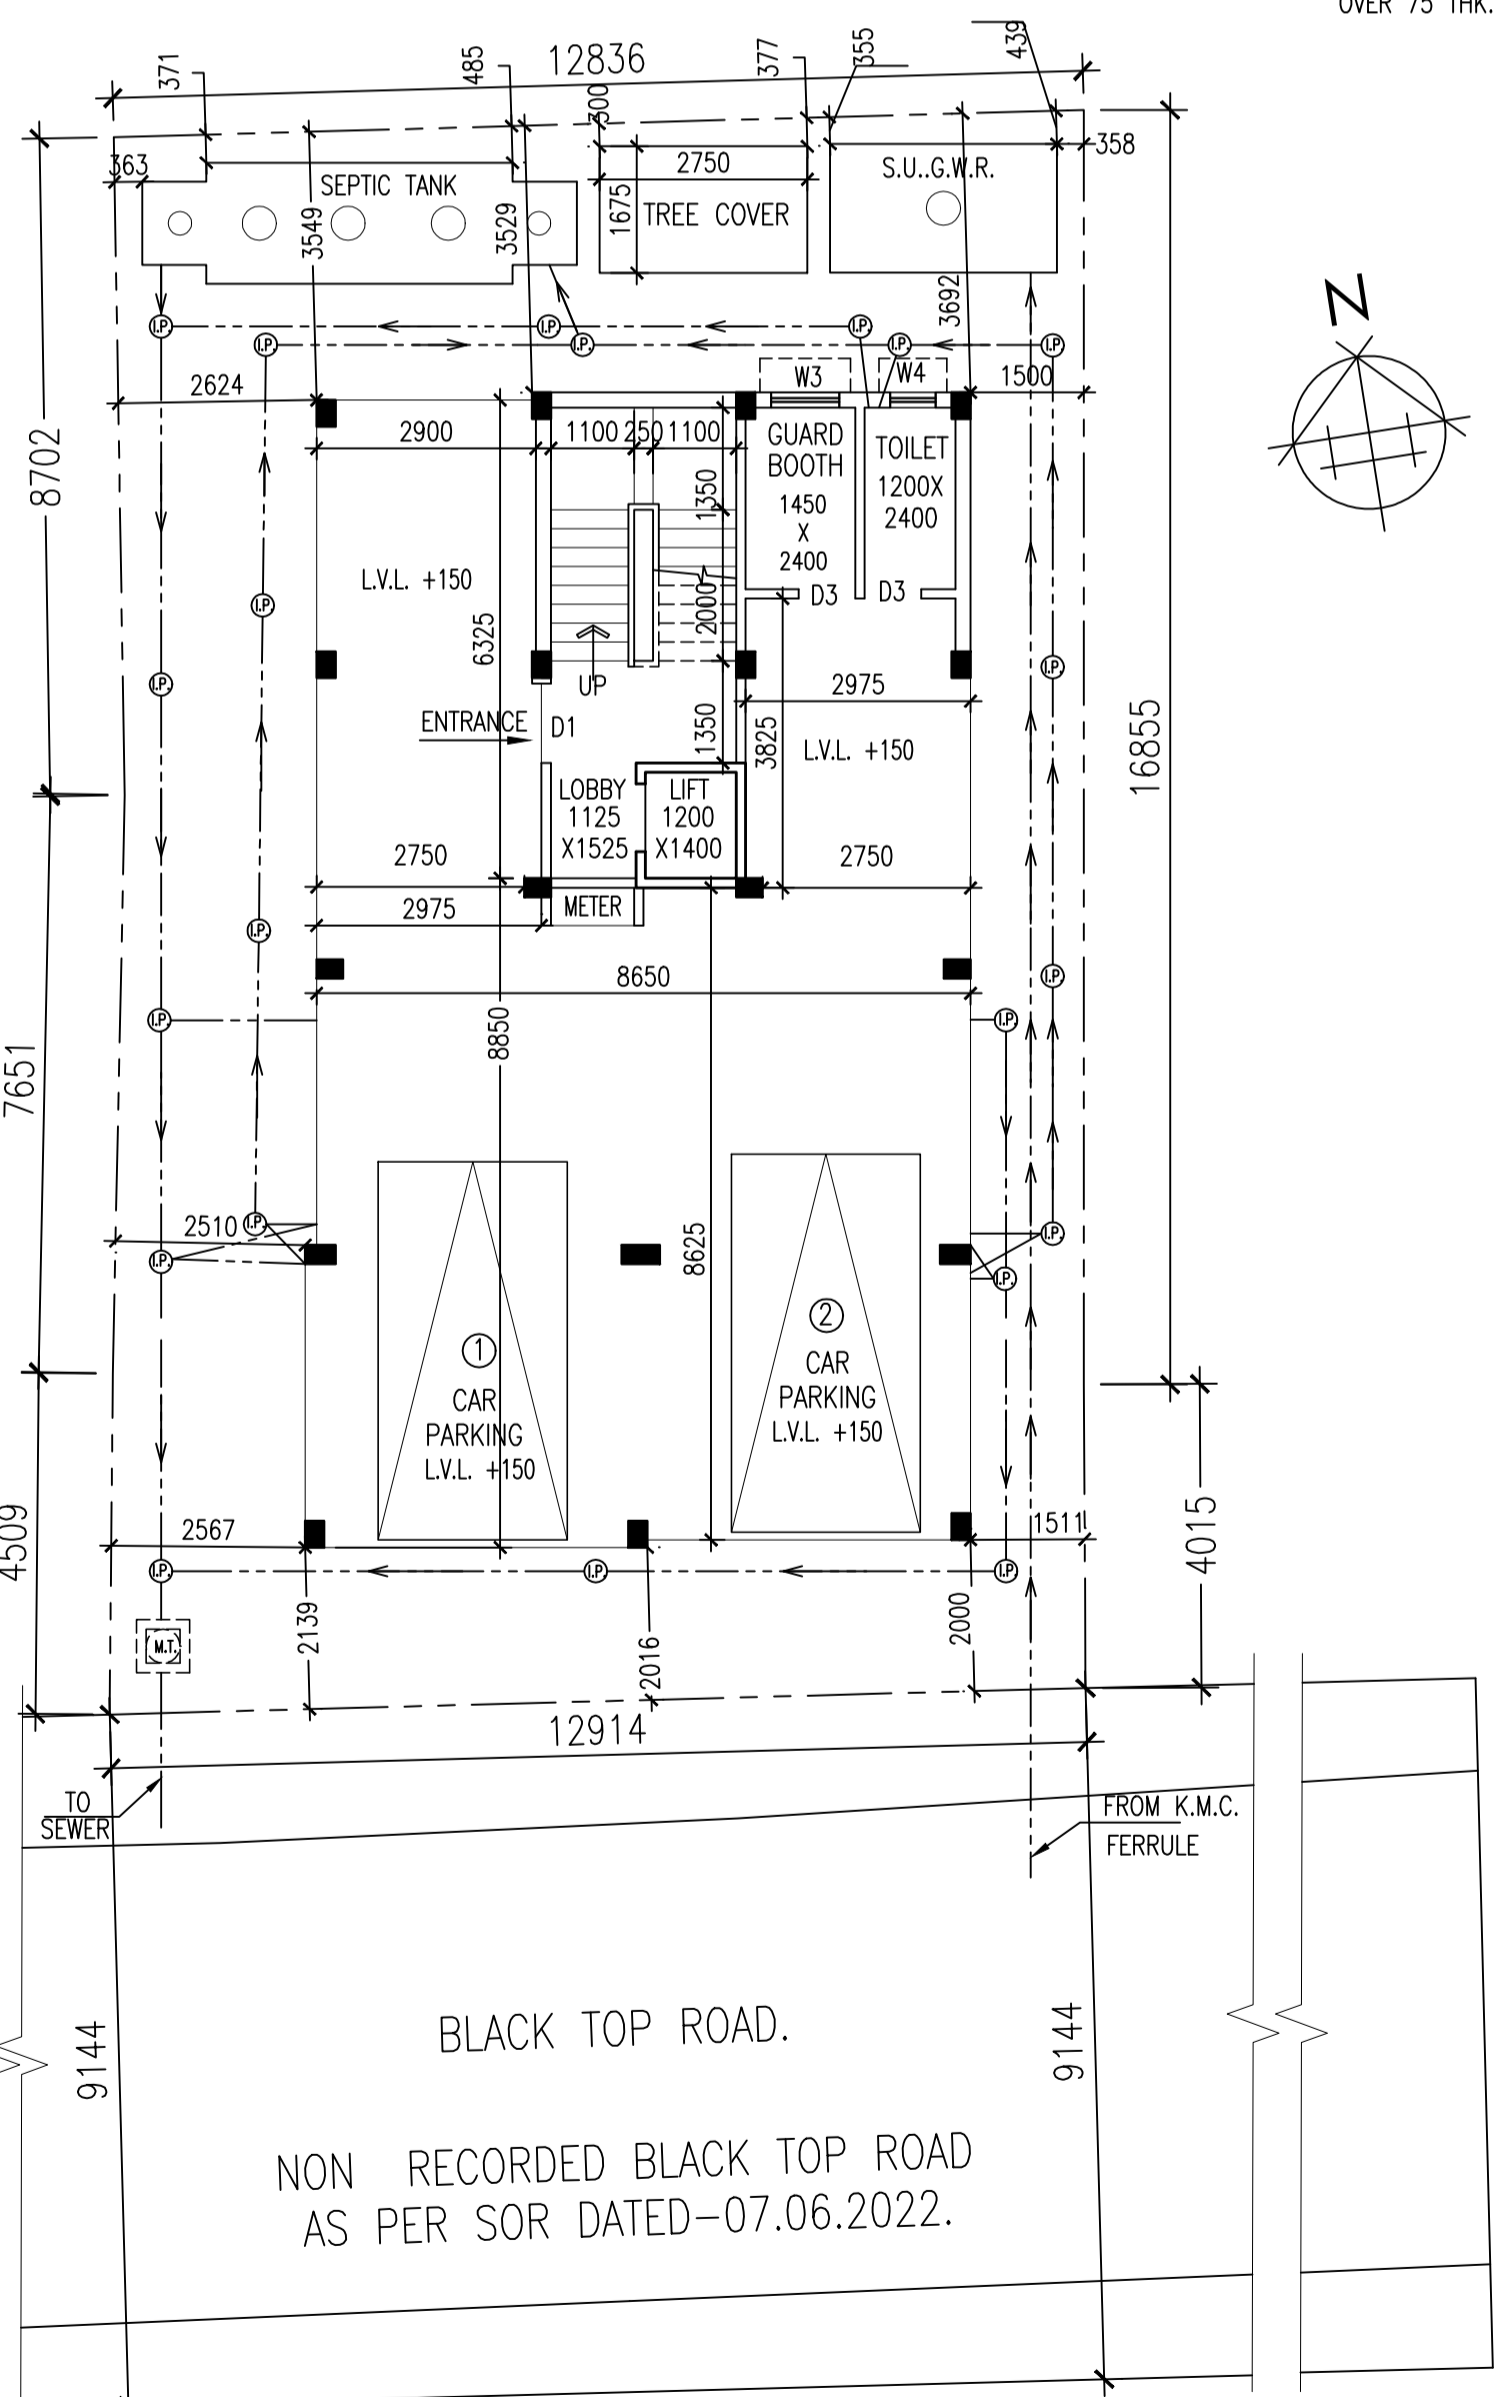 OVER 75 THK.
371
485
12836
377
355
439
300
363
SEPTIC TANK
2750
S.U..G.W.R.
358
1675
TREE COVER
3549
3529
3692
N
I.P.
I.P.
I.P.
I.P.
I.P.
I.P.
I.P.
2624
W3
W4
1500
8702
2900
1100
250
1100
GUARD
BOOTH
1450
X
2400
TOILET
1200X
2400
1350
L.V.L. +150
I.P.
2000
D3
D3
6325
I.P.
I.P.
UP
2975
ENTRANCE
D1
1350
3825
L.V.L. +150
16855
LOBBY
1125
X1525
LIFT
1200
X1400
2750
2750
2975
METER
I.P.
I.P.
8650
I.P.
I.P.
8850
7651
2510
I.P.
I.P.
I.P.
I.P.
8625
1
CAR
PARKING
L.V.L. +150
2
CAR
PARKING
L.V.L. +150
4509
2567
1511
4015
I.P.
I.P.
I.P.
2139
2016
2000
M.T.
12914
TO
SEWER
FROM K.M.C.
FERRULE
9144
BLACK TOP ROAD.
9144
NON RECORDED BLACK TOP ROAD
AS PER SOR DATED-07.06.2022.